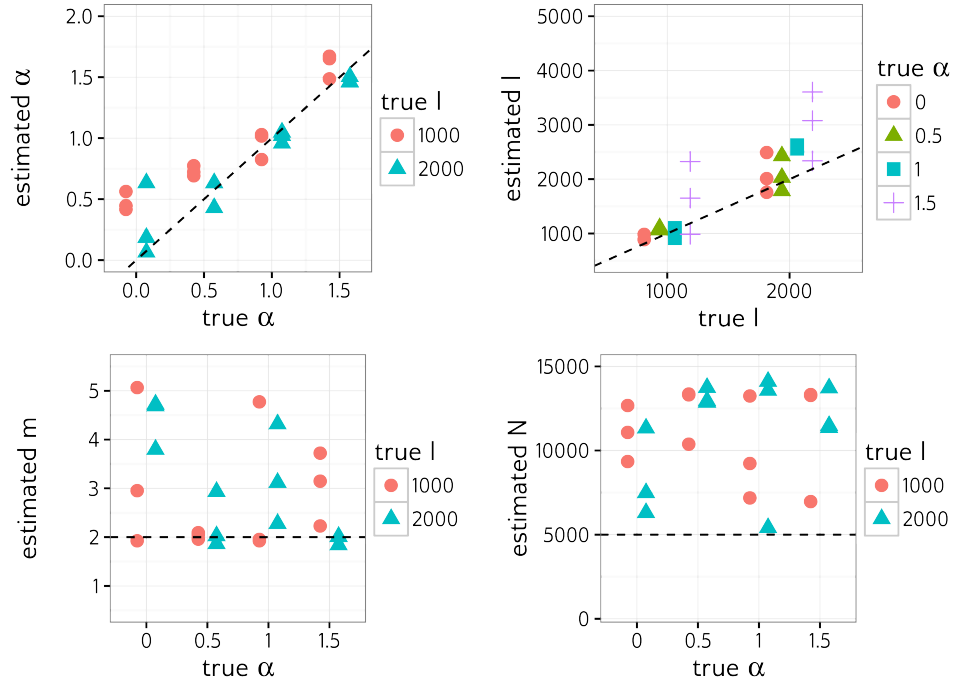 2.0
1.5
1.0
0.5
0.0
estimated α
0.0 0.5 1.0 1.5
true α
true l
1000
2000
5000
4000
3000
2000
1000
estimated l
1000 2000
true l
true α
0
0.5
1
1.5
5
4
3
2
1
estimated m
0 0.5 1 1.5
true α
true l
1000
2000
15000
10000
5000
0
estimated N
0 0.5 1 1.5
true α
true l
1000
2000